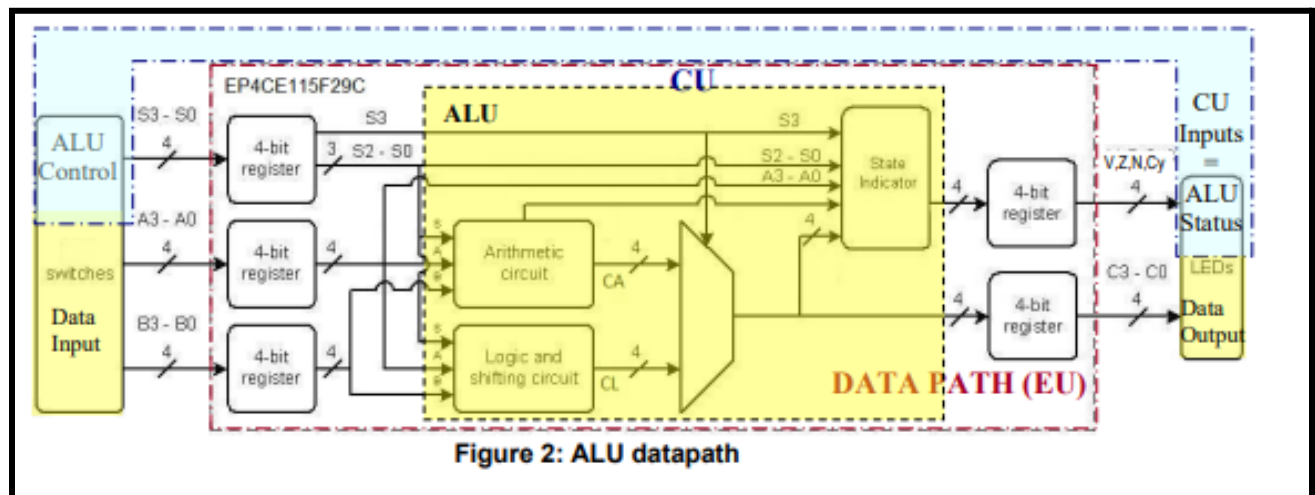 EP4CE115F29C
CU
S3 - S0
4
ALU
Control
4-bit
register
S3
3
S2 - S0
ALU
S3
S2 - S0
A3 - A0
State
Indicator
4
4-bit
register
V,Z,N,Cy
4
CU
Inputs
=
ALU
Status
A3 - A0
4
switches
Data
Input
4-bit
register
4
S
A
B
Arithmetic
circuit
4
CA
4
B3 - B0
4
4-bit
register
4
S
A
B
Logic and
shifting circuit
4
CL
4
4-bit
register
C3 - C0
4
LEDs
Data
Output
DATA PATH (EU)
Figure 2: ALU datapath